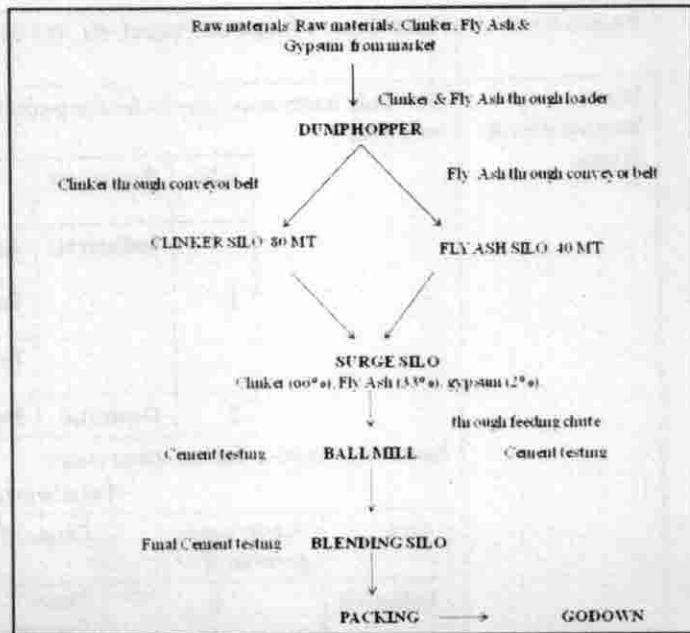 Raw materials Raw materials, Clinker, Fly Ash &
Gypsum from market
Clinker & Fly Ash through loader
DUMPHOPPER
Clinker through conveyor belt
Fly Ash through conveyor belt
CLINKER SILO 80 MT
FLY ASH SILO 40 MT
SURGE SILO
Clinker (60%), Fly Ash (33%), gypsum (2%)
through feeding chute
Cement testing
BALL MILL
Cement testing
Final Cement testing
BLENDING SILO
PACKING
GODOWN